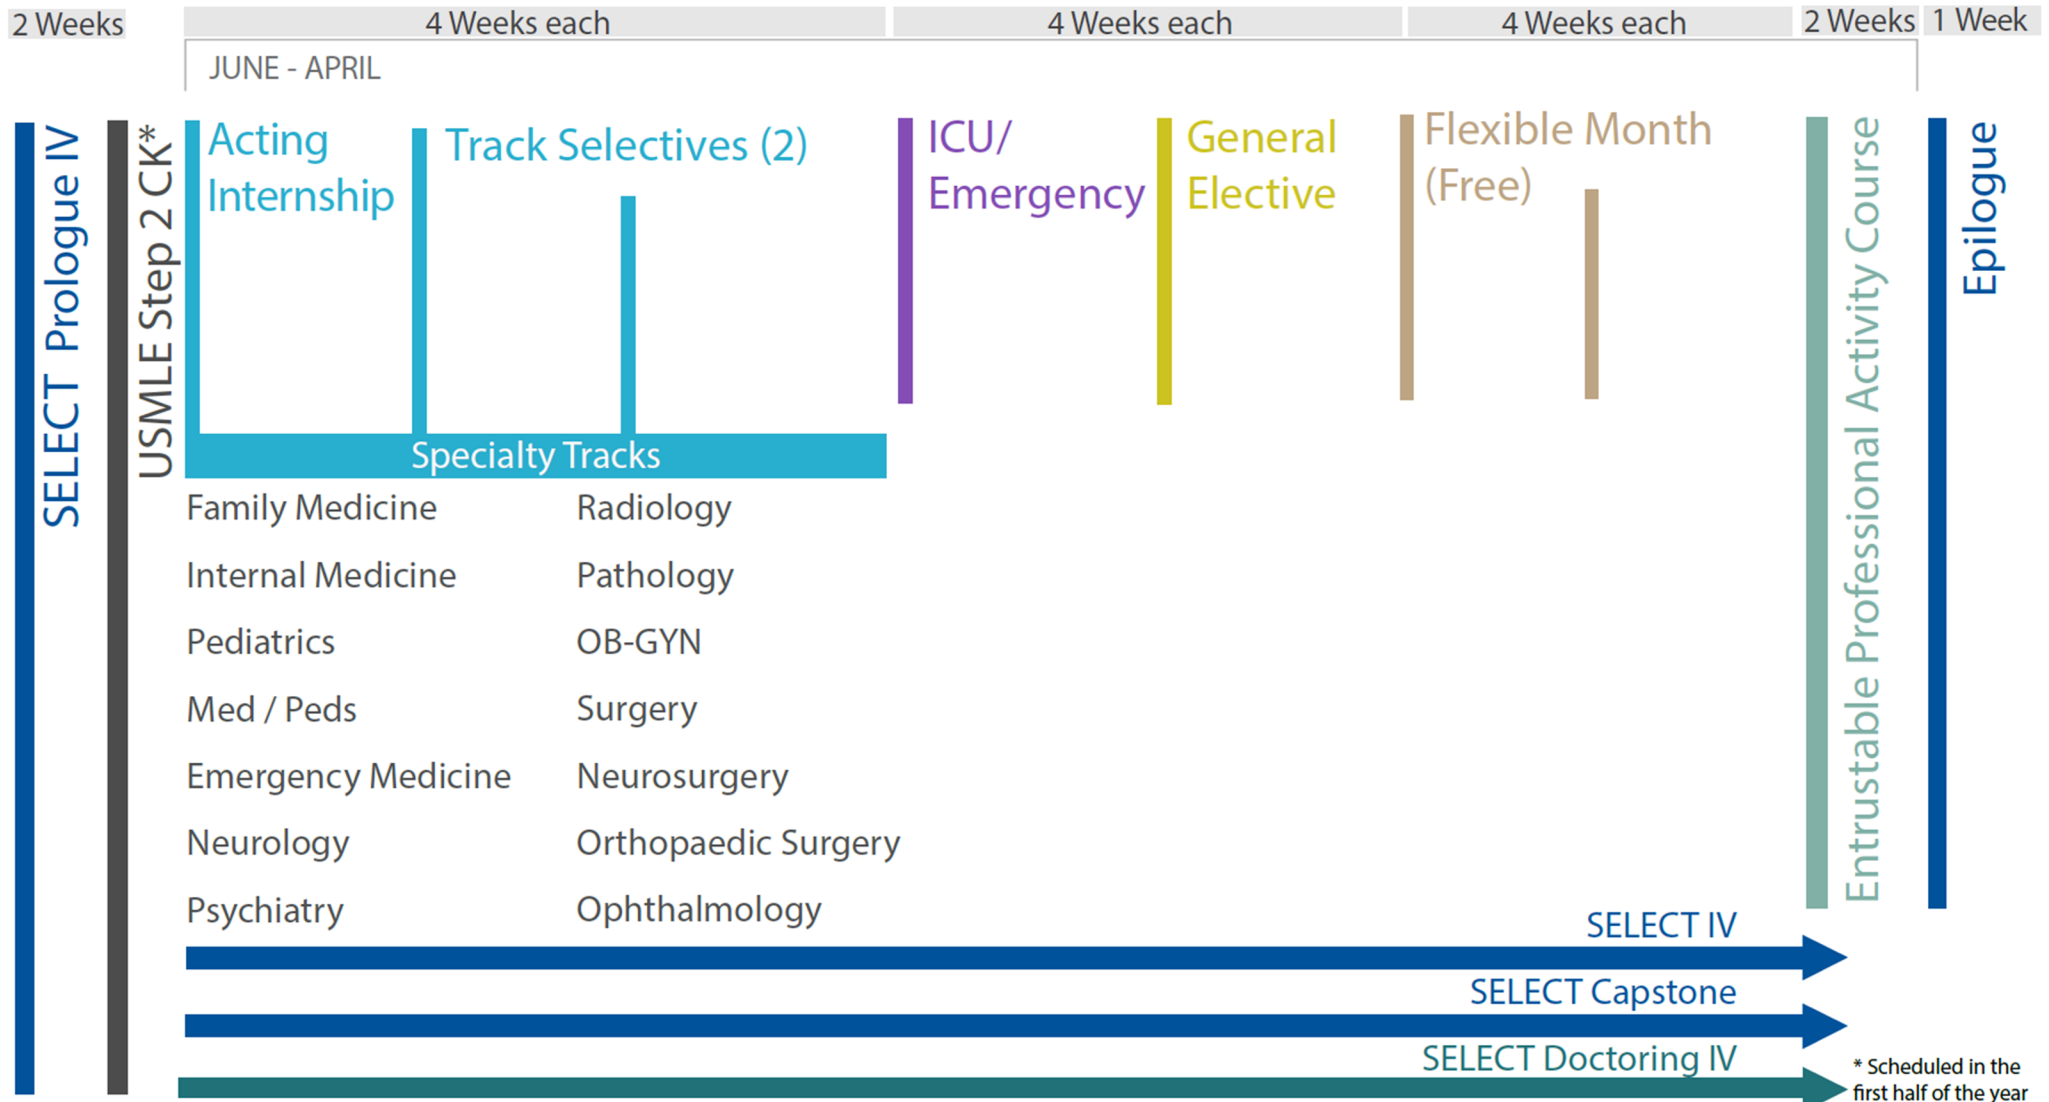 2 Weeks
4 Weeks each
4 Weeks each
4 Weeks each
2 Weeks
1 Week
JUNE - APRIL
SELECT Prologue IV
USMLE Step 2 CK*
Acting
Internship
Track Selectives (2)
ICU/
Emergency
General
Elective
Flexible Month
(Free)
Entrustable Professional Activity Course
Epilogue
Specialty Tracks
Family Medicine
Internal Medicine
Pediatrics
Med / Peds
Emergency Medicine
Neurology
Psychiatry
Radiology
Pathology
OB-GYN
Surgery
Neurosurgery
Orthopaedic Surgery
Ophthalmology
SELECT IV
SELECT Capstone
SELECT Doctoring IV
* Scheduled in the
first half of the year